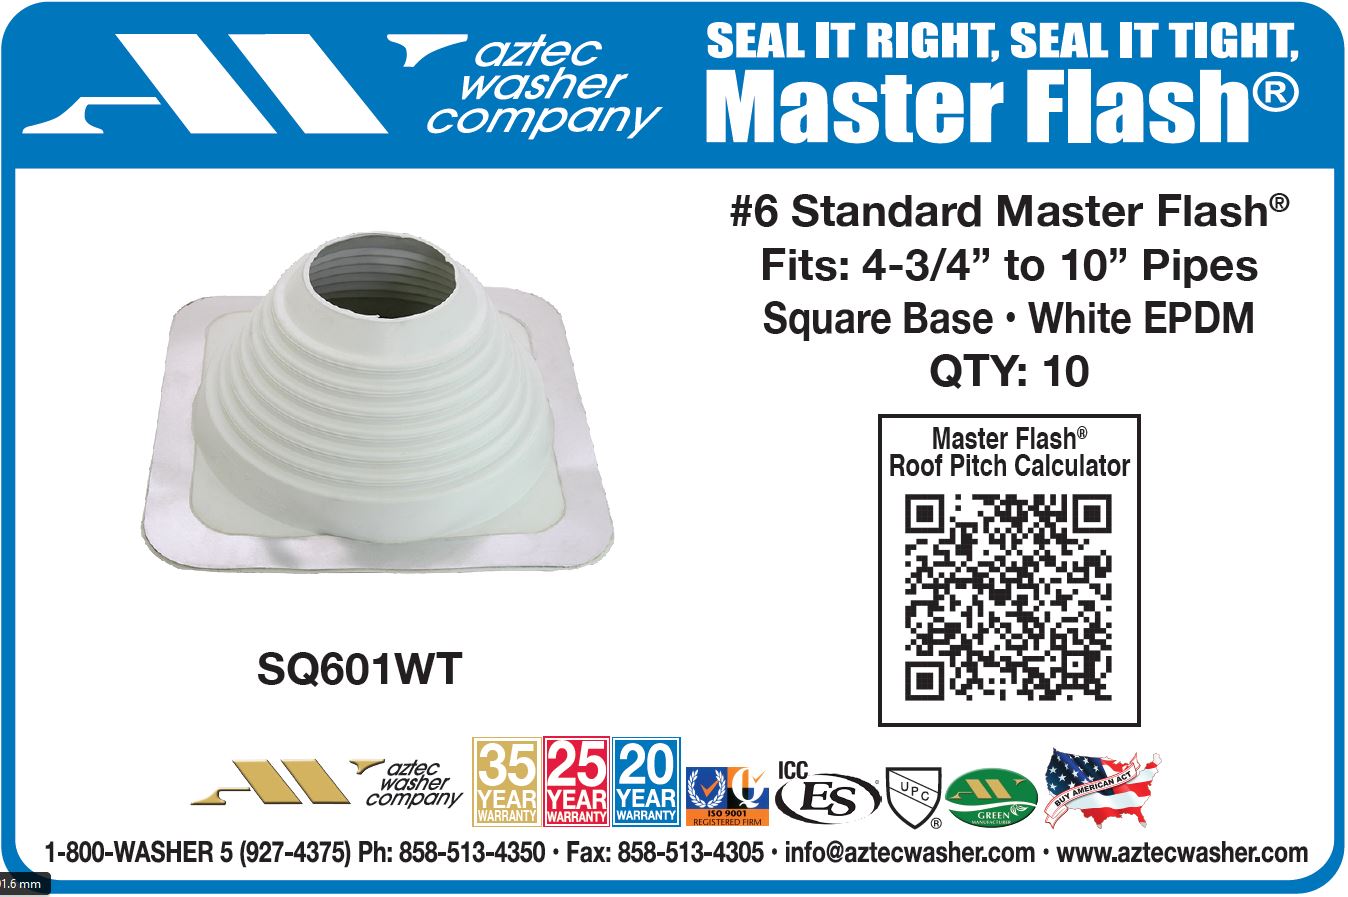 aztec
washer
company
SEAL IT RIGHT, SEAL IT TIGHT,
Master Flash®
#6 Standard Master Flash®
Fits: 4-3/4” to 10” Pipes
Square Base • White EPDM
QTY: 10
Master Flash®
Roof Pitch Calculator
SQ601WT
aztec
washer
company
35
YEAR
WARRANTY
25
YEAR
WARRANTY
20
YEAR
WARRANTY
Q
ISO 9001
REGISTERED FIRM
ICC
ES
UPC
®
GREEN
MANUFACTURER
BUY AMERICAN ACT
1-800-WASHER 5 (927-4375) Ph: 858-513-4350 • Fax: 858-513-4305 • info@aztecwasher.com • www.aztecwasher.com
1.6 mm